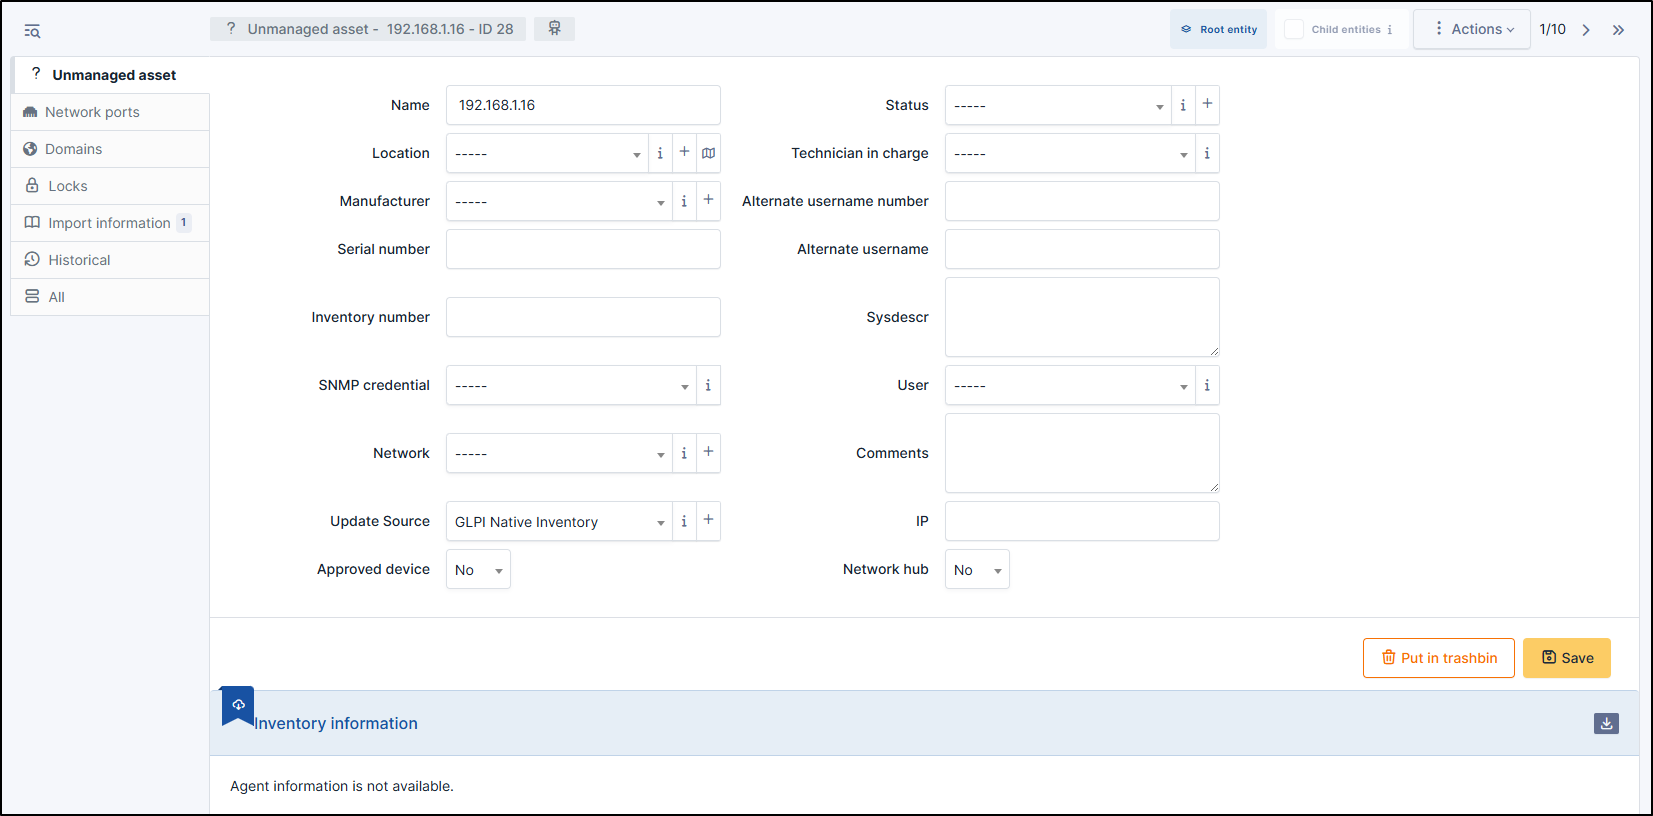 ? Unmanaged asset - 192.168.1.16 - ID 28
Root entity
Child entities i
Actions
1/10
? Unmanaged asset
Network ports
Domains
Locks
Import information 1
Historical
All
Name 192.168.1.16
Status -----
Location -----
Technician in charge -----
Manufacturer -----
Alternate username number
Serial number
Alternate username
Inventory number
Sysdescr
SNMP credential -----
User -----
Network -----
Comments
Update Source GLPI Native Inventory
IP
Approved device No
Network hub No
Put in trashbin
Save
Inventory information
Agent information is not available.